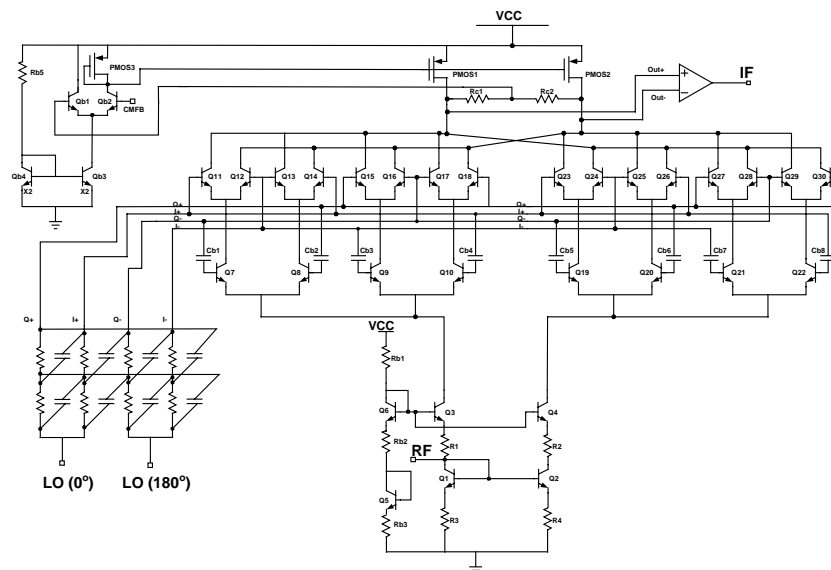 VCC
Rb5
PMOS3
PMOS1
PMOS2
Out+
IF
Qb1
Qb2
CMFB
Rc1
Rc2
Out-
Qb4
Qb3
X2
X2
Q11
Q12
Q13
Q14
Q15
Q16
Q17
Q18
Q23
Q24
Q25
Q26
Q27
Q28
Q29
Q30
Q+
I+
Q-
I-
Q+
I+
Q-
I-
Cb1
Cb2
Cb3
Cb4
Cb5
Cb6
Cb7
Cb8
Q7
Q8
Q9
Q10
Q19
Q20
Q21
Q22
Q+
I+
Q-
I-
VCC
Rb1
Q6
Q3
Q4
Rb2
R1
R2
RF
Q1
Q2
Q5
Rb3
R3
R4
LO (0°)
LO (180°)